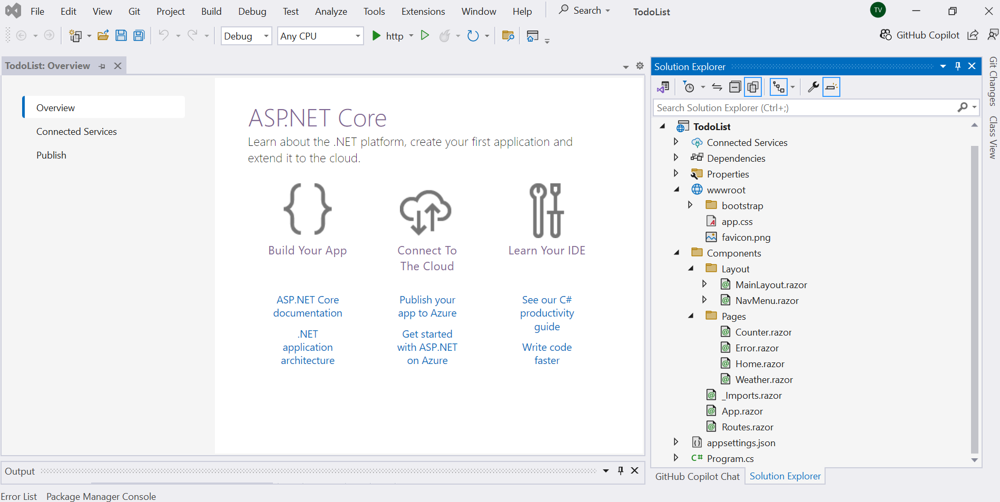 File Edit View Git Project Build Debug Test Analyze Tools Extensions Window Help Search TodoList TV
Debug Any CPU http GitHub Copilot
TodoList: Overview
Overview
Connected Services
Publish
ASP.NET Core
Learn about the .NET platform, create your first application and
extend it to the cloud.
Build Your App
Connect To
The Cloud
Learn Your IDE
ASP.NET Core
documentation
.NET
application
architecture
Publish your
app to Azure
Get started
with ASP.NET
on Azure
See our C#
productivity
guide
Write code
faster
Output
Error List Package Manager Console
Solution Explorer
Search Solution Explorer (Ctrl+;)
TodoList
Connected Services
Dependencies
Properties
wwwroot
bootstrap
app.css
favicon.png
Components
Layout
MainLayout.razor
NavMenu.razor
Pages
Counter.razor
Error.razor
Home.razor
Weather.razor
_Imports.razor
App.razor
Routes.razor
appsettings.json
C# Program.cs
GitHub Copilot Chat Solution Explorer
Git Changes
Class View